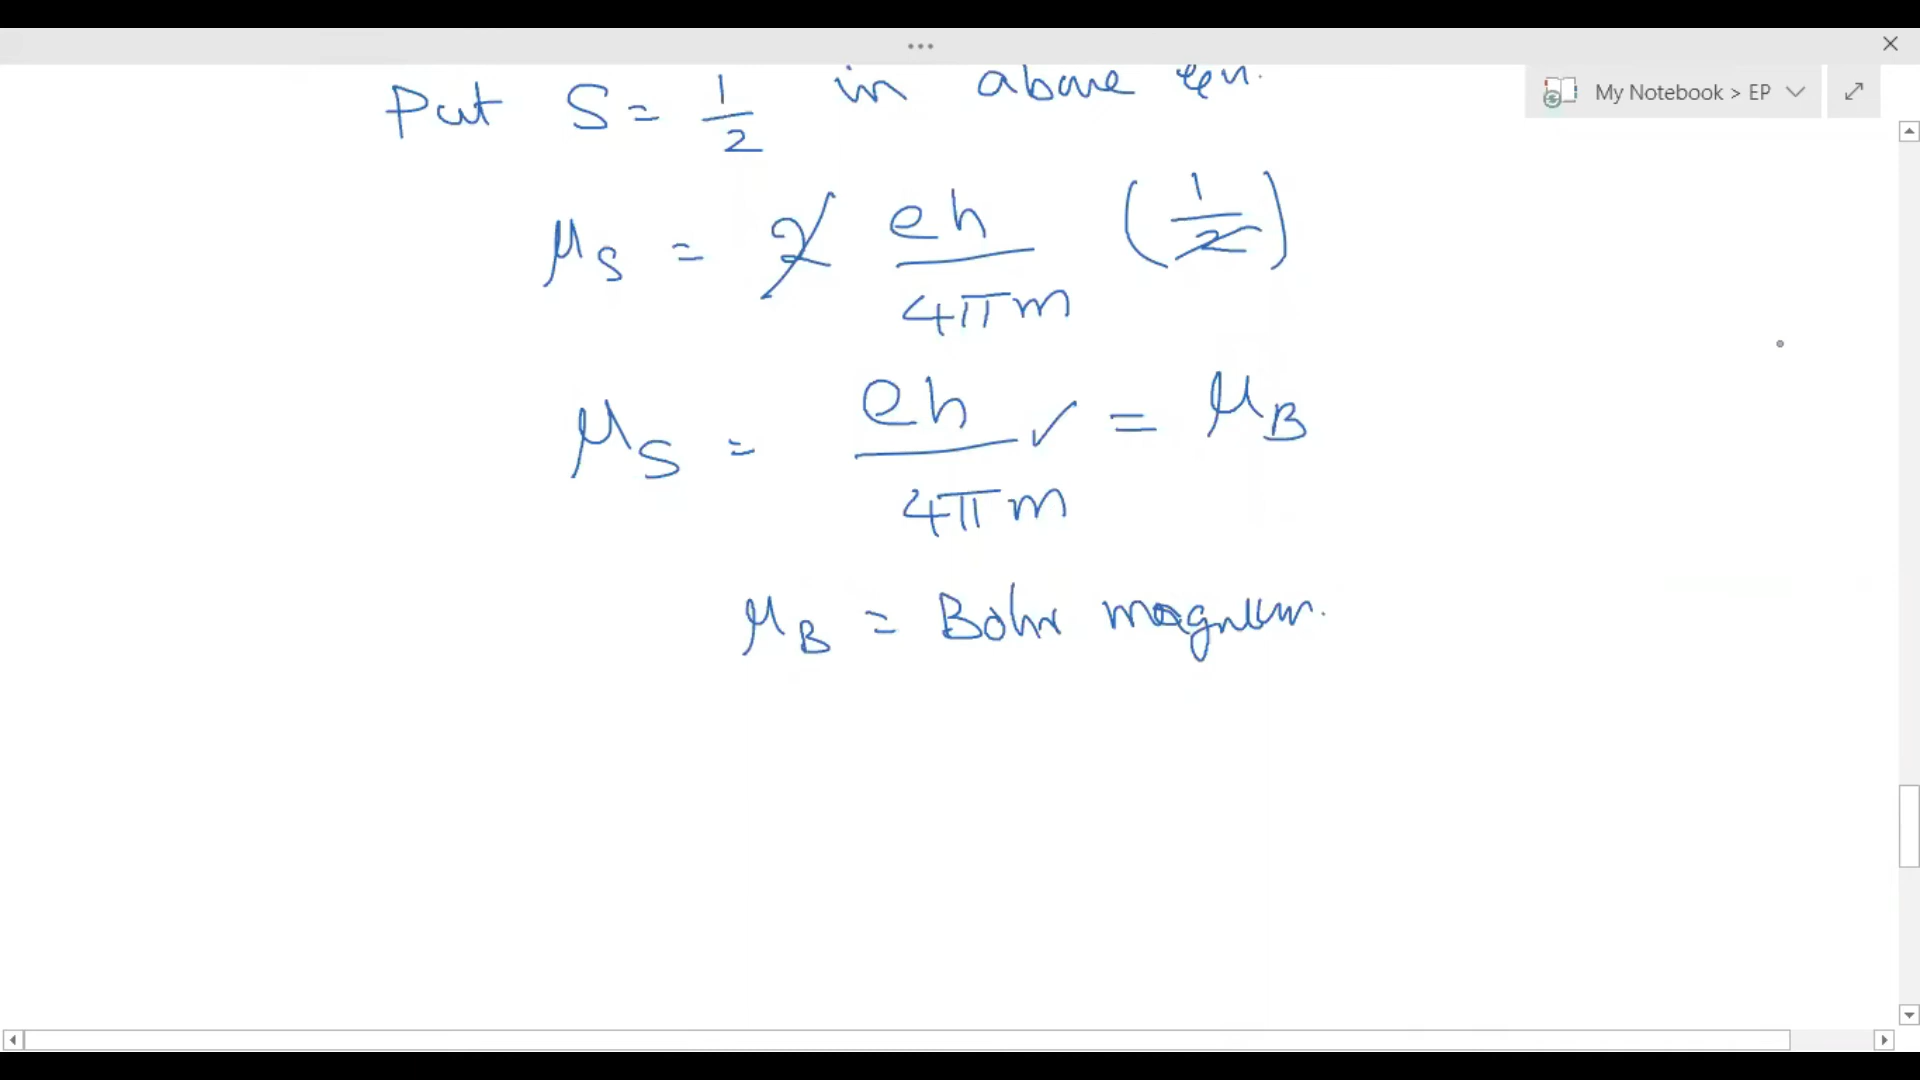 ...
My Notebook > EP
Put S = 1/2 in above eqn.
μS = 2 eh/4πm (1/2)
μS = eh/4πm ✓ = μB
μB = Bohr